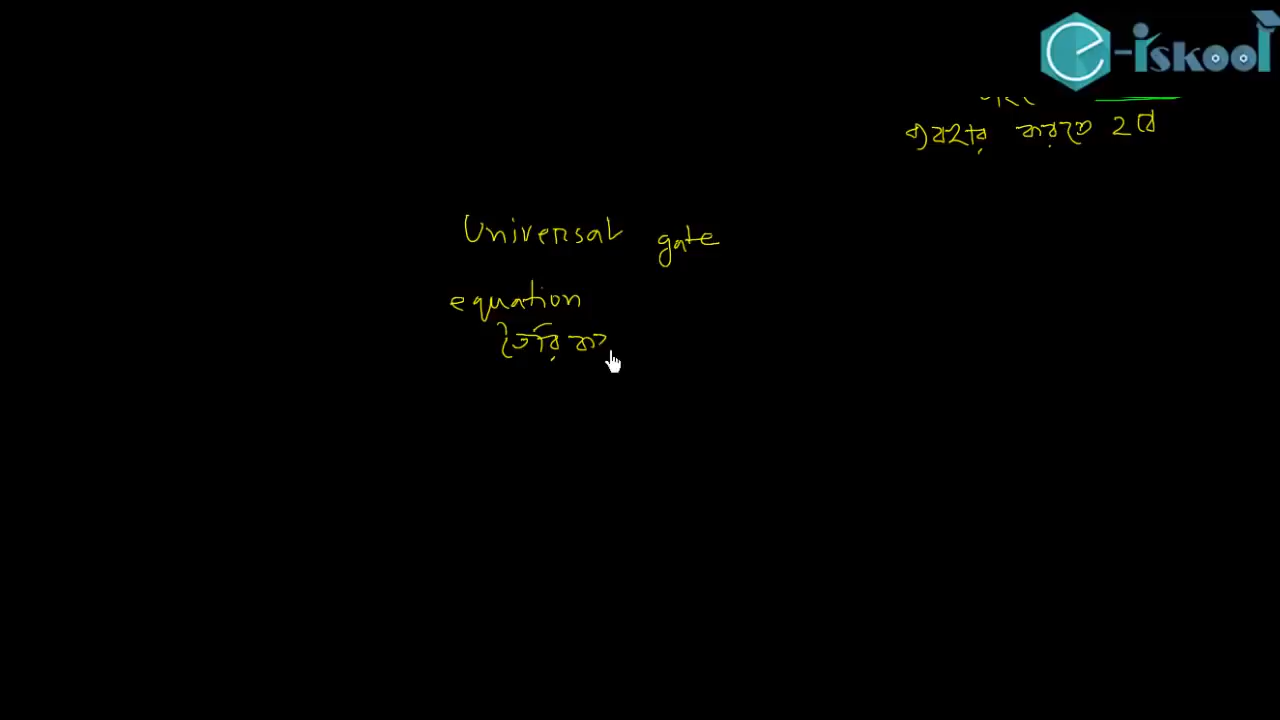 e-iskool
ব্যবহার করতে হবে
Universal gate
equation
তৈরি কর